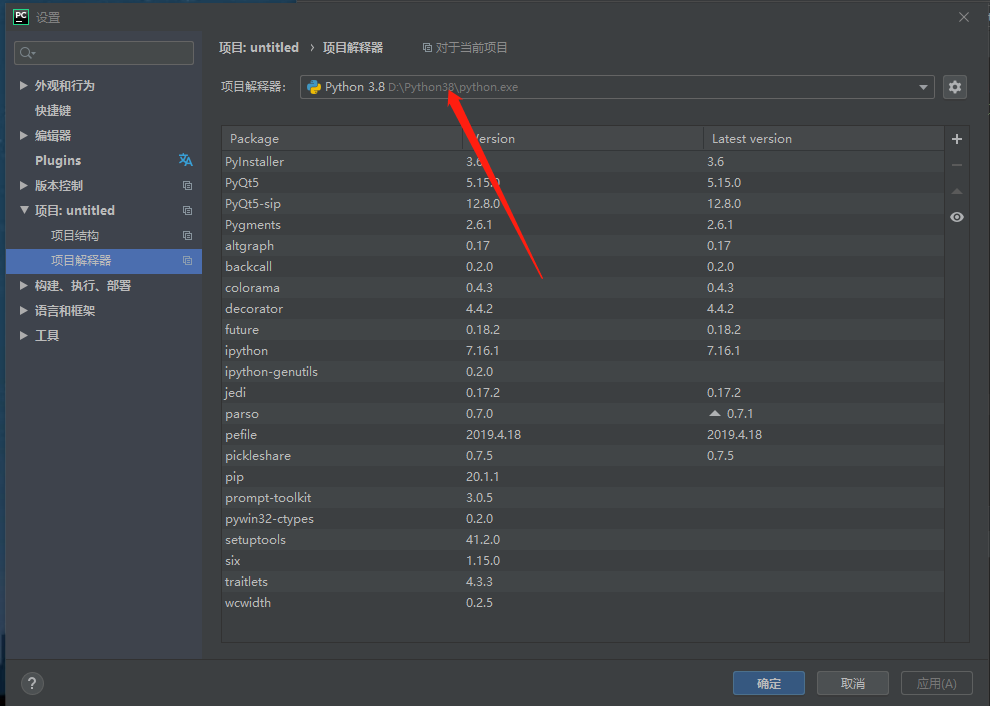 PC 设置
项目: untitled › 项目解释器 对于当前项目
外观和行为
快捷键
编辑器
Plugins
版本控制
项目: untitled
项目结构
项目解释器
构建、执行、部署
语言和框架
工具
项目解释器: Python 3.8 D:\Python38\python.exe
Package Version Latest version
PyInstaller 3.6 3.6
PyQt5 5.15.0 5.15.0
PyQt5-sip 12.8.0 12.8.0
Pygments 2.6.1 2.6.1
altgraph 0.17 0.17
backcall 0.2.0 0.2.0
colorama 0.4.3 0.4.3
decorator 4.4.2 4.4.2
future 0.18.2 0.18.2
ipython 7.16.1 7.16.1
ipython-genutils 0.2.0
jedi 0.17.2 0.17.2
parso 0.7.0 0.7.1
pefile 2019.4.18 2019.4.18
pickleshare 0.7.5 0.7.5
pip 20.1.1
prompt-toolkit 3.0.5
pywin32-ctypes 0.2.0
setuptools 41.2.0
six 1.15.0
traitlets 4.3.3
wcwidth 0.2.5
? 确定 取消 应用(A)